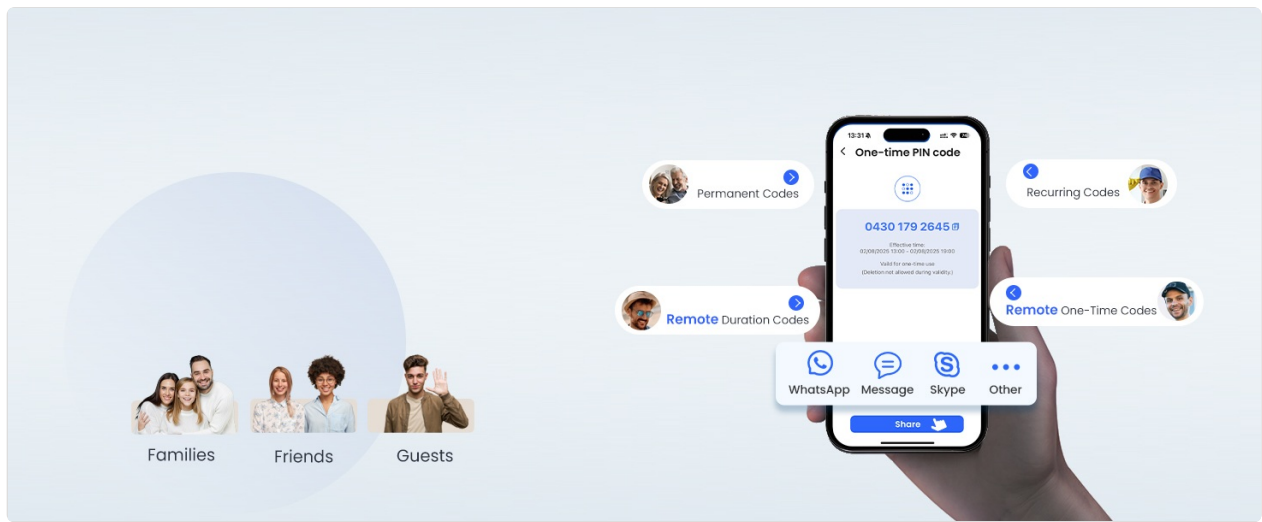 Families
Friends
Guests
Permanent Codes
Remote Duration Codes
13:31
One-time PIN code
0430 179 2645
Effective time:
02/08/2025 13:00 - 02/08/2025 19:00
Valid for one-time use
(Deletion not allowed during validity.)
WhatsApp
Message
Skype
Other
Share
Recurring Codes
Remote One-Time Codes